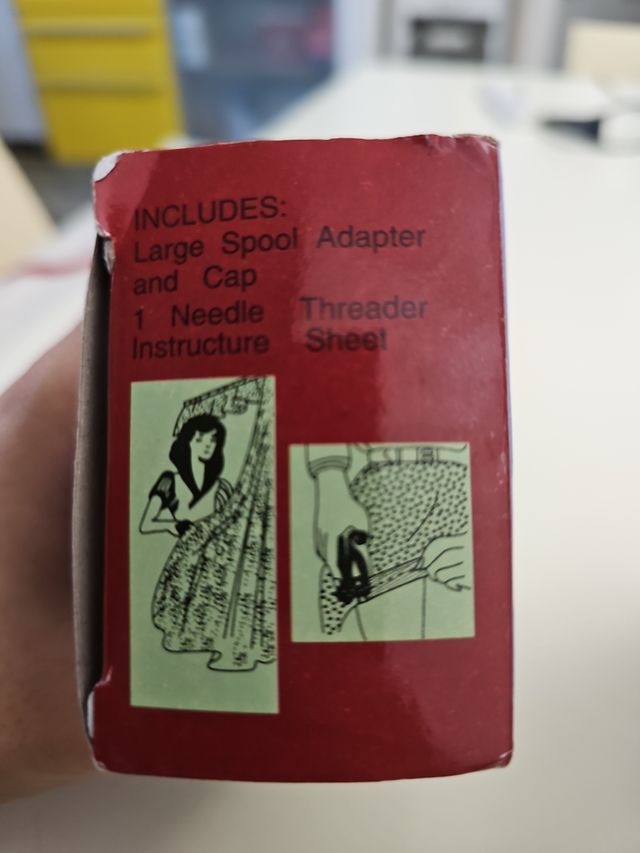 INCLUDES:
Large Spool Adapter
and Cap
1 Needle Threader
Instructure Sheet